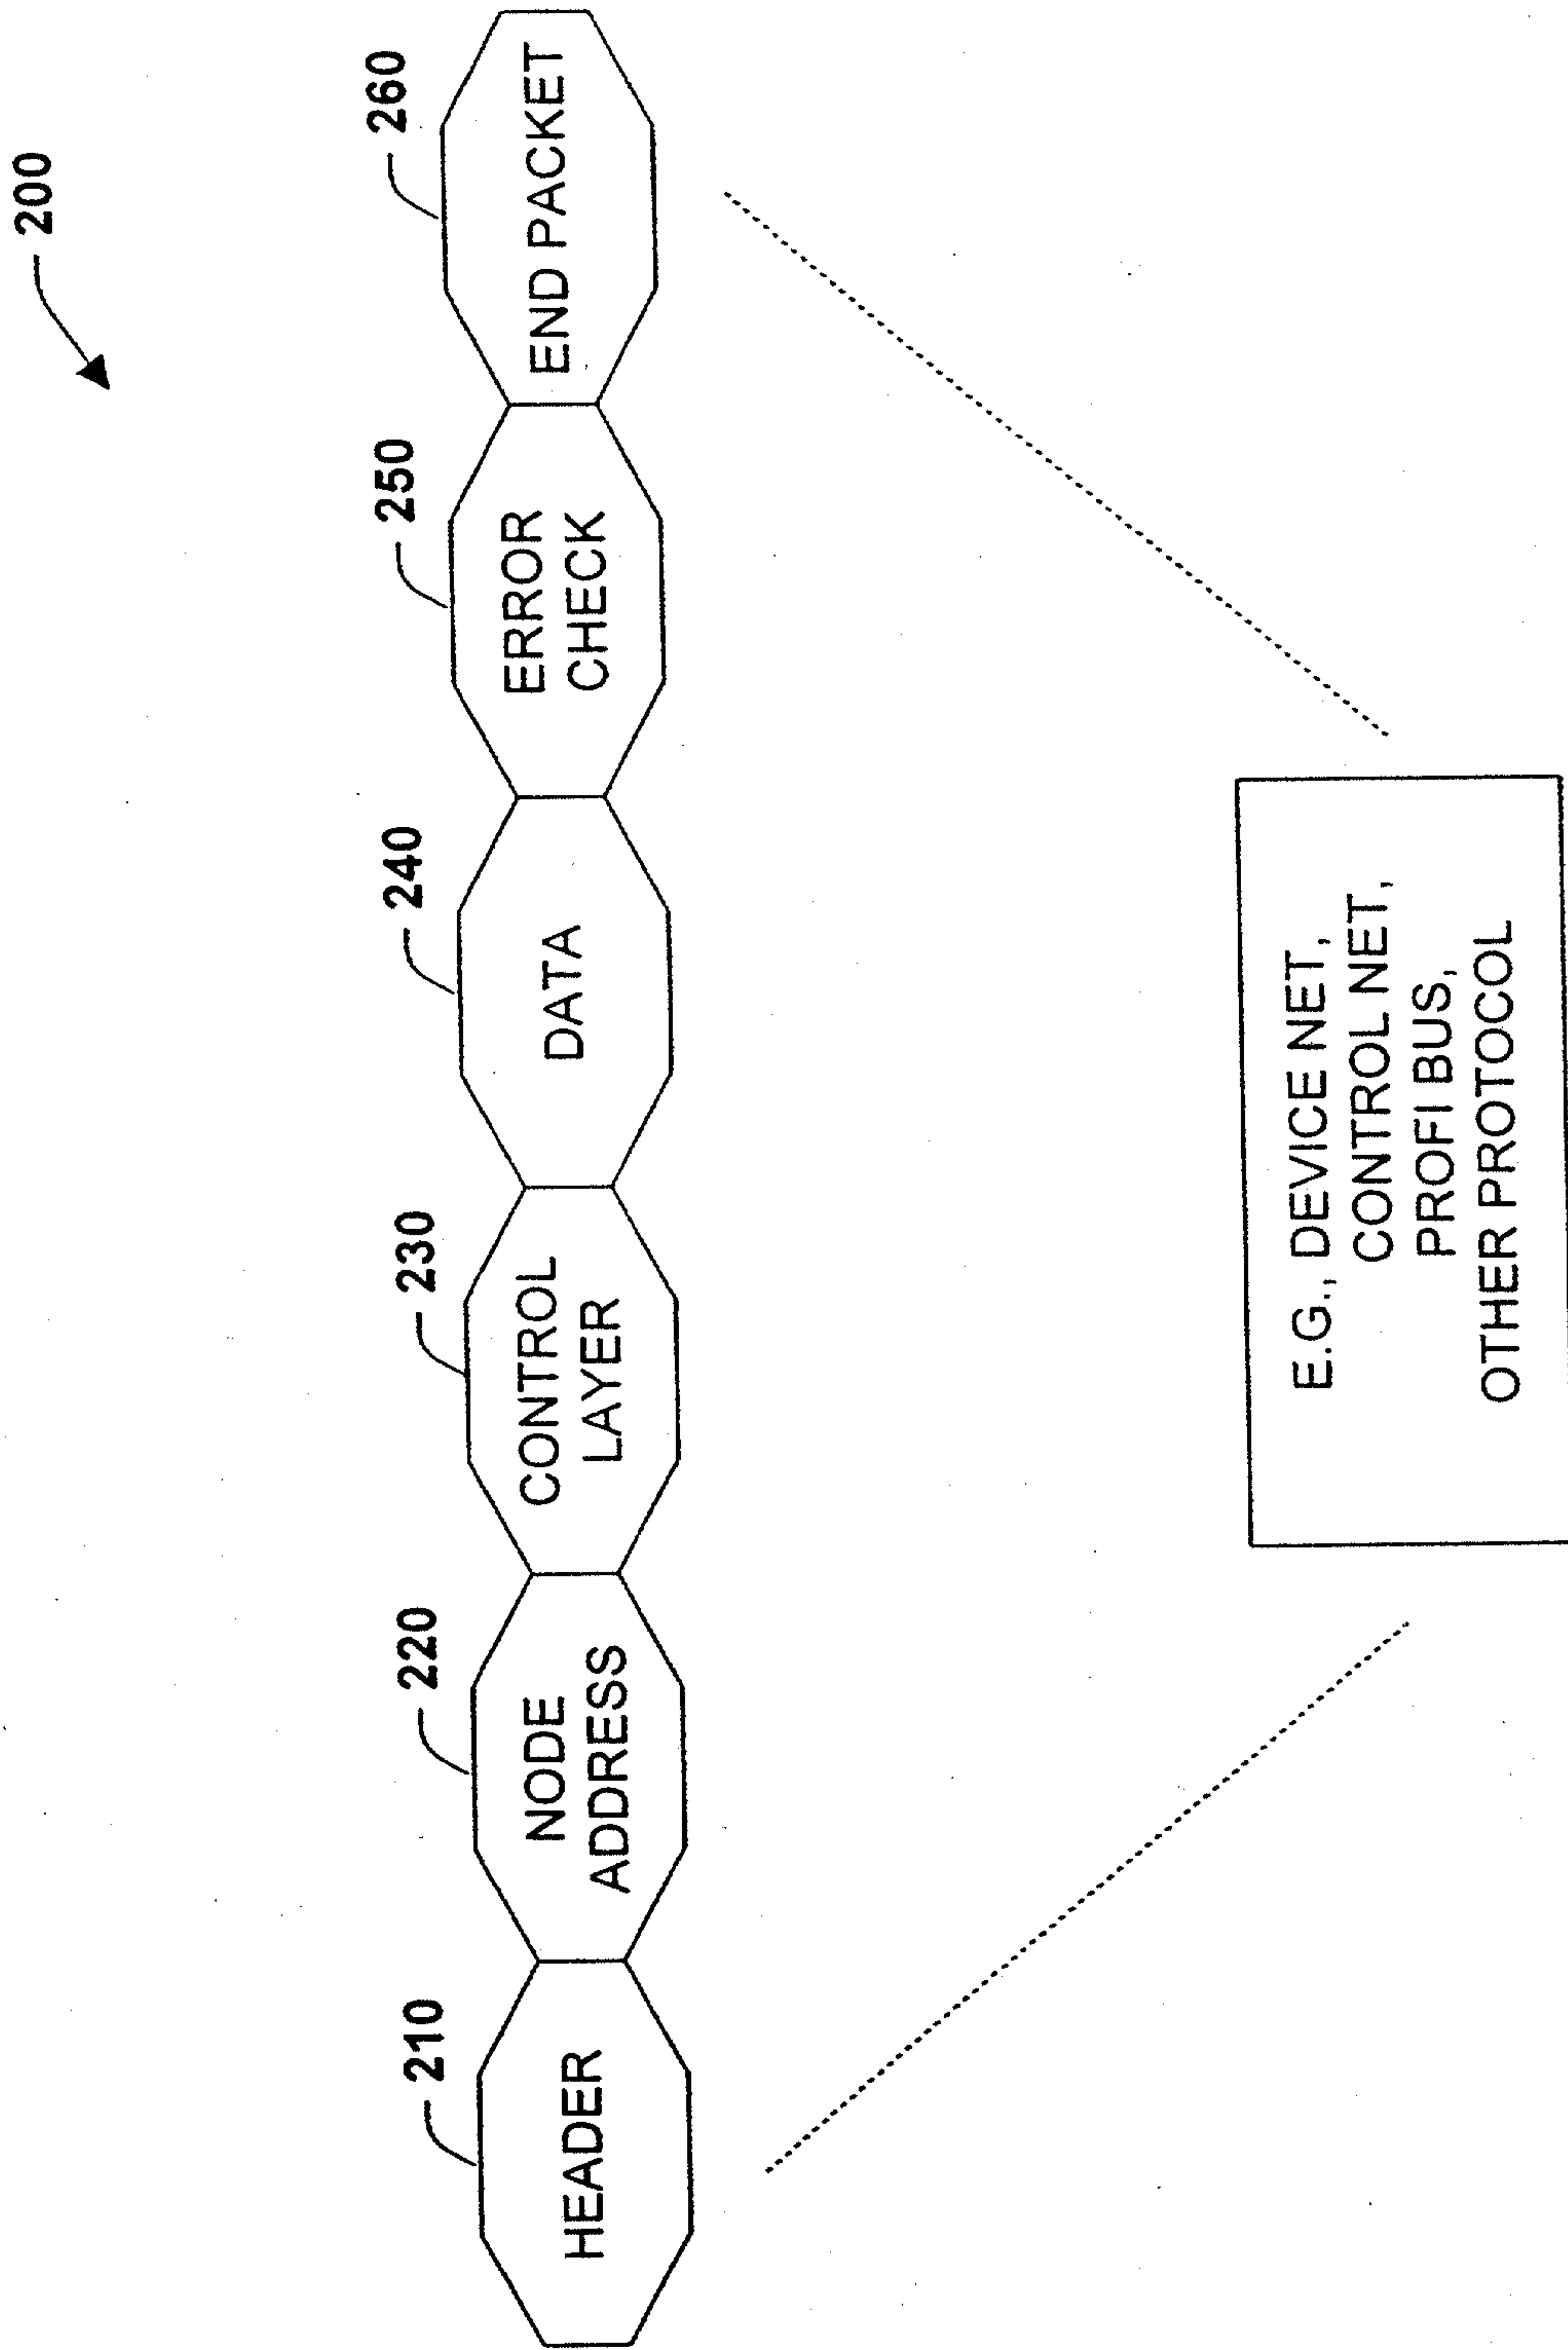 200
210
HEADER
220
NODE
ADDRESS
230
CONTROL
LAYER
240
DATA
250
ERROR
CHECK
260
END PACKET
E.G., DEVICE NET,
CONTROL NET,
PROFI BUS,
OTHER PROTOCOL